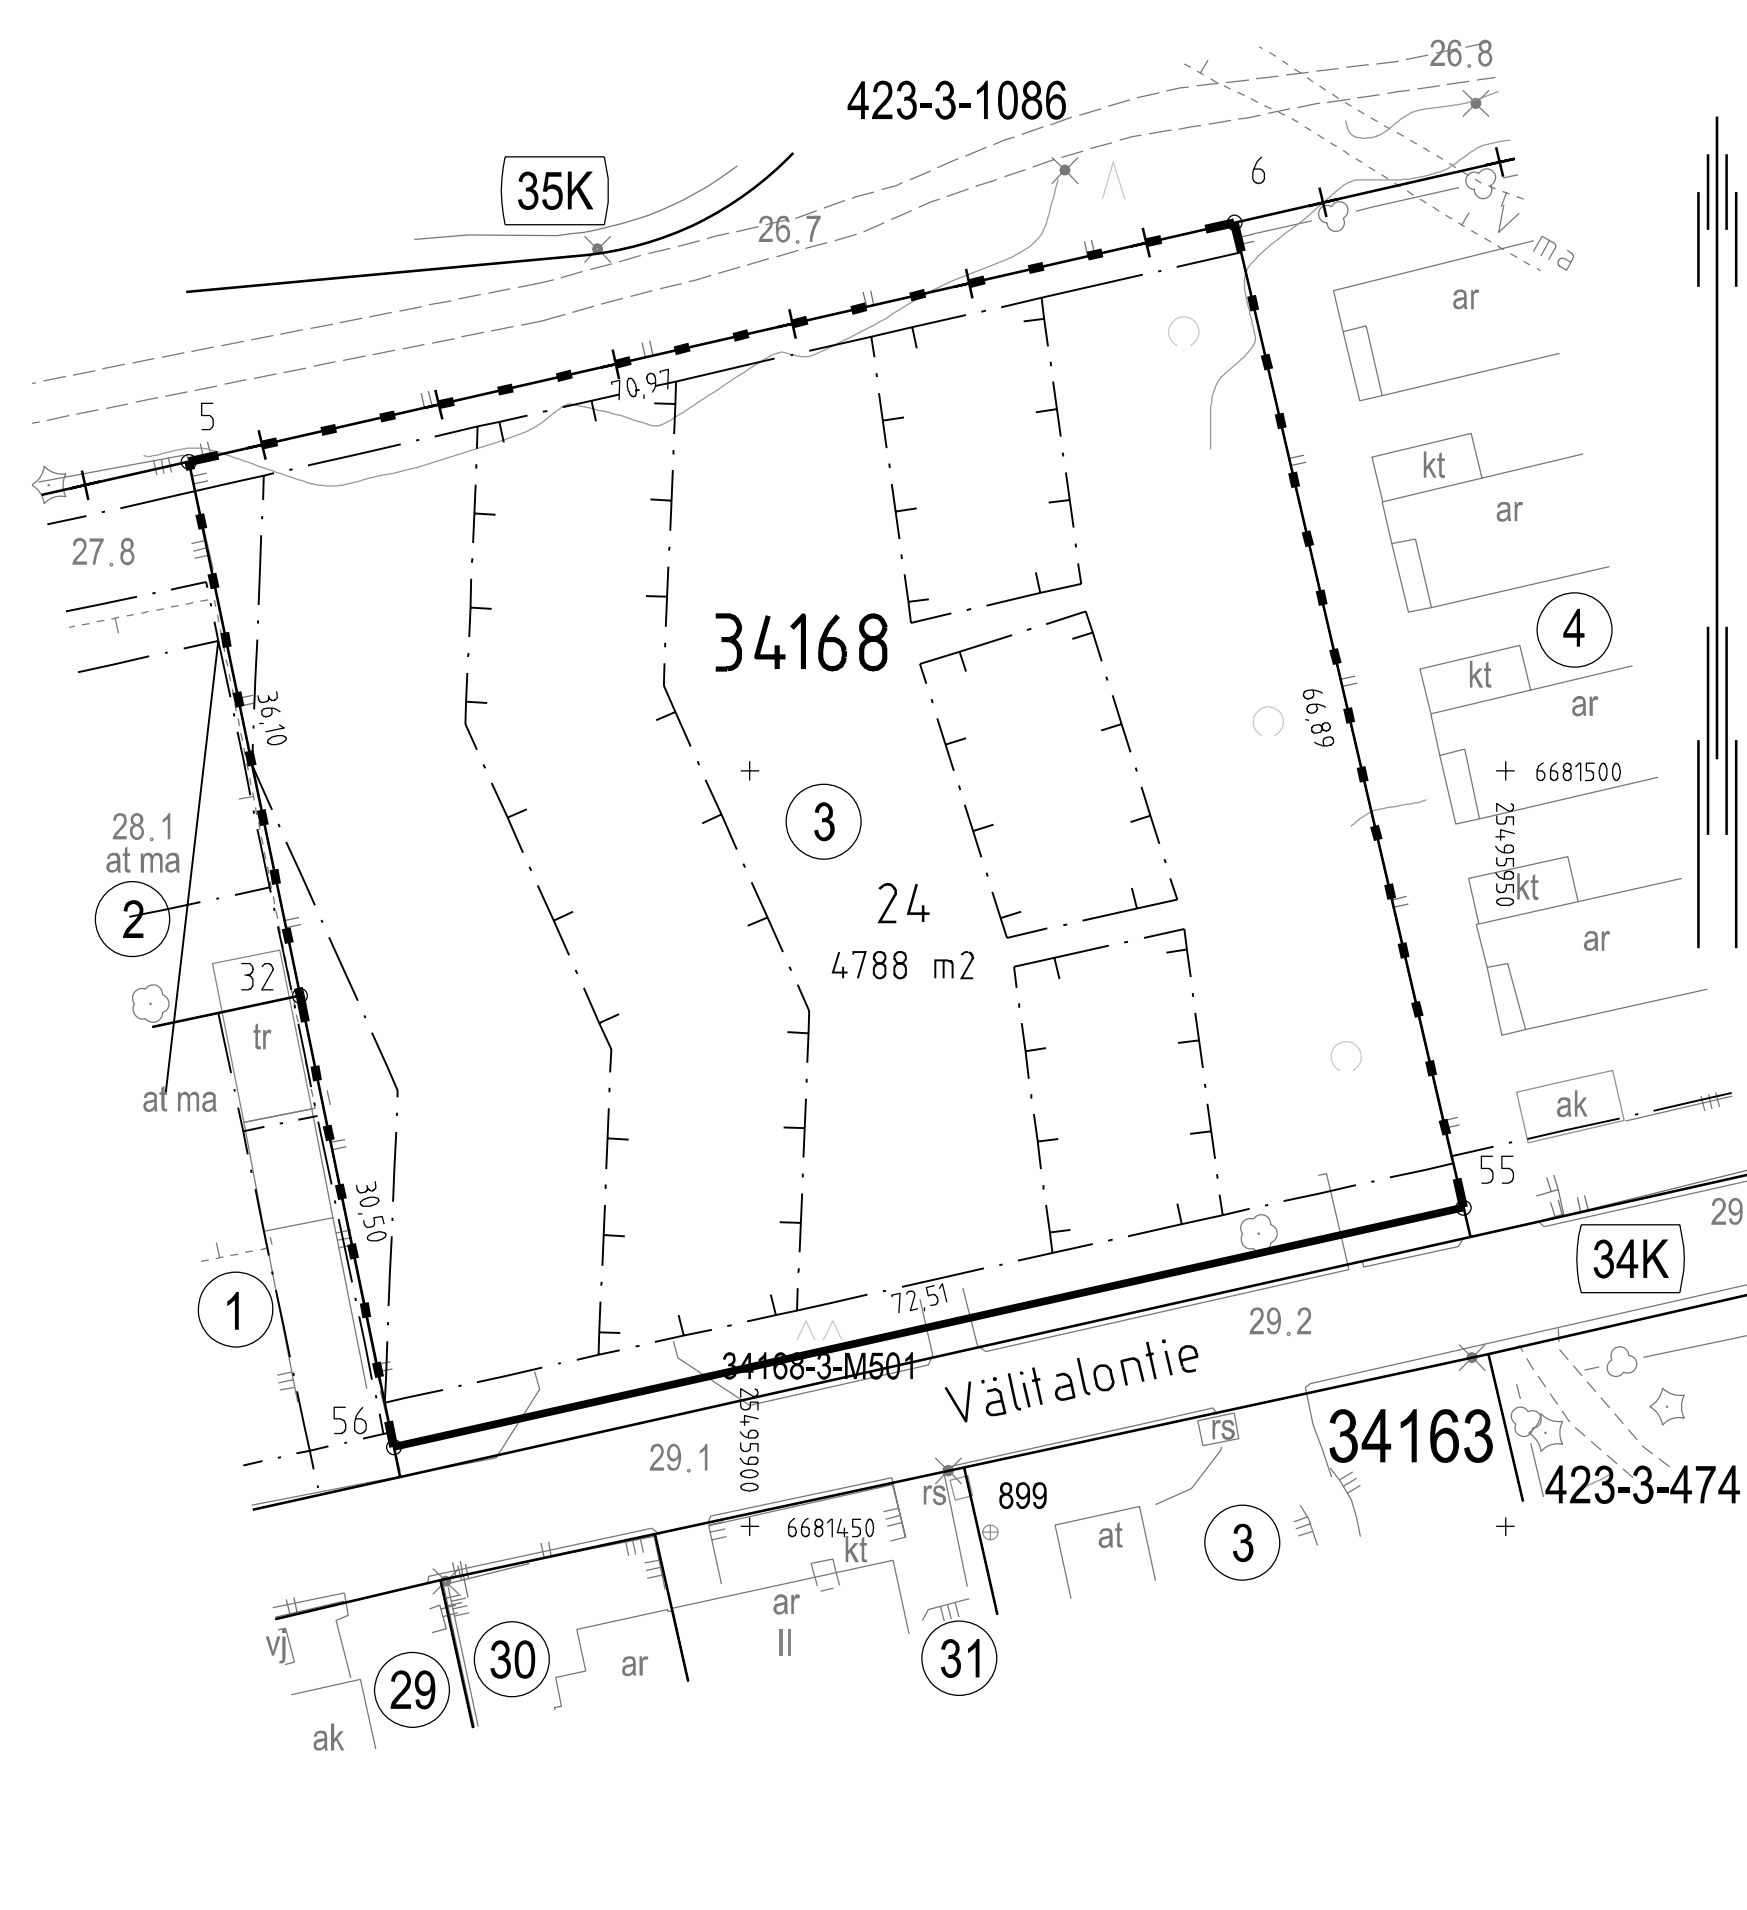 26.8
423-3-1086
6
35K
26.7
ma
ar
70,97
5
kt
ar
27.8
34168
4
kt
ar
36,10
66,89
6681500
25495950
3
28.1
at ma
kt
24
2
ar
4788 m2
32
tr
at ma
ak
55
30,50
29
34K
1
72,51
29.2
34168-3-M501
Välitalontie
56
25495900
29.1
rs
34163
423-3-474
rs
899
6681450
kt
at
3
ar
II
vj
30
31
ar
29
ak